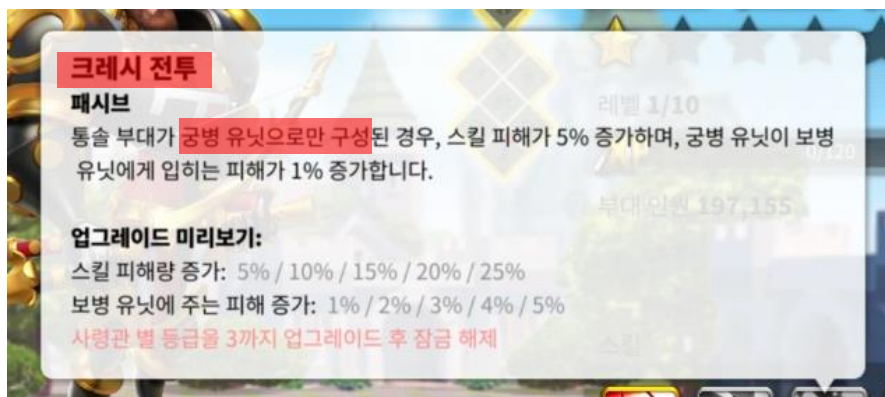 크레시 전투
패시브
통솔 부대가 궁병 유닛으로만 구성된 경우, 스킬 피해가 5% 증가하며, 궁병 유닛이 보병
유닛에게 입히는 피해가 1% 증가합니다.
업그레이드 미리보기:
스킬 피해량 증가: 5% / 10% / 15% / 20% / 25%
보병 유닛에 주는 피해 증가: 1% / 2% / 3% / 4% / 5%
사령관 별 등급을 3까지 업그레이드 후 잠금 해제
레벨 1/10
0/120
부대 인원 197,155
스킬